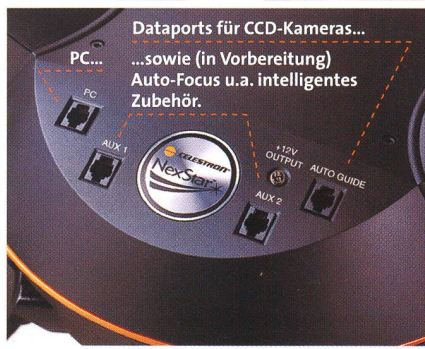 Dataports für CCD-Kameras...
PC... ...sowie (in Vorbereitung)
Auto-Focus u.a. intelligentes
Zubehör.
PC
AUX 1
CELESTRON
NexStar
+12V
OUTPUT
AUTO GUIDE
AUX 2